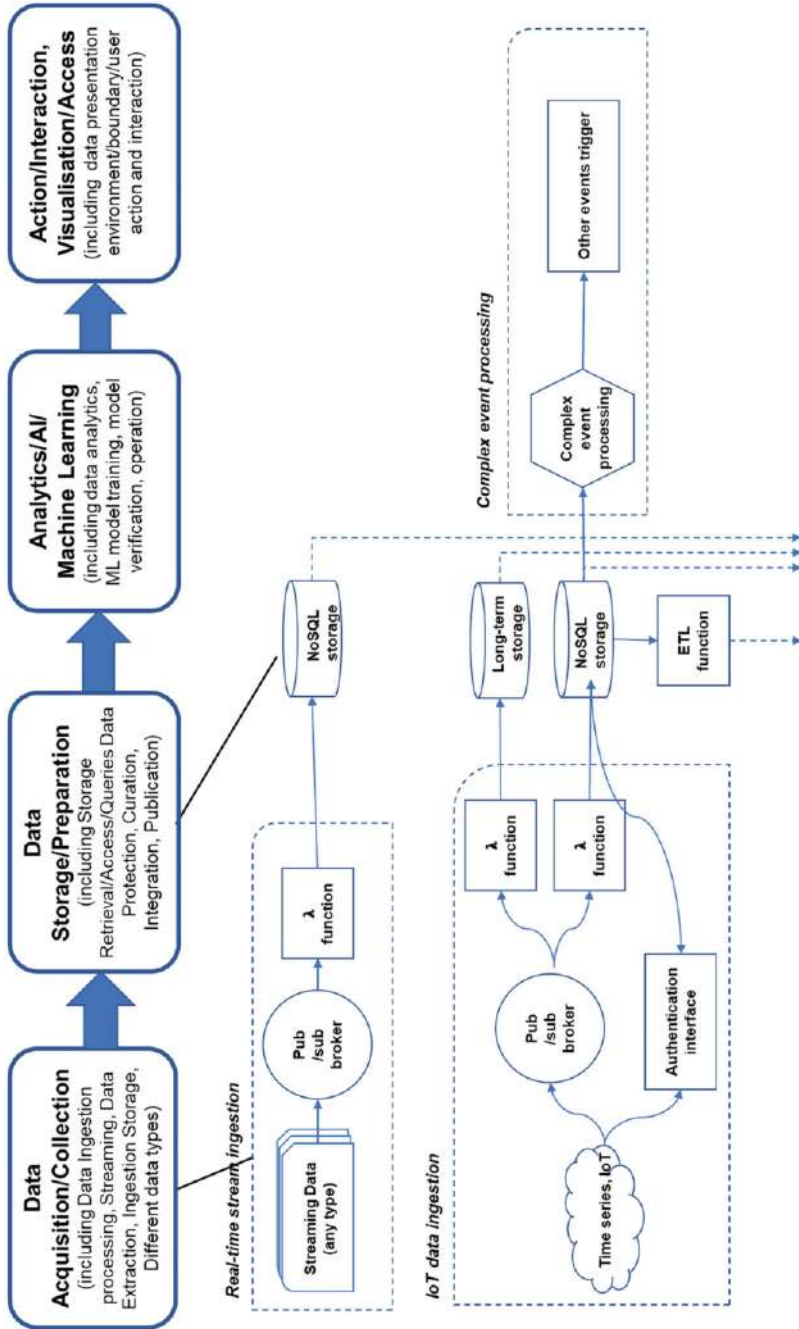 Data
Acquisition/Collection
(including Data Ingestion
processing, Streaming, Data
Extraction, Ingestion Storage,
Different data types)
Data
Storage/Preparation
(including Storage
Retrieval/Access/Queries Data
Protection, Curation,
Integration, Publication)
Analytics/AI/
Machine Learning
(including data analytics,
ML model training, model
verification, operation)
Action/Interaction,
Visualisation/Access
(including data presentation
environment/boundary/user
action and interaction)
Real-time stream ingestion
Streaming Data
(any type)
Pub
/sub
broker
λ
function
NoSQL
storage
IoT data ingestion
Time series, IoT
Pub
/sub
broker
Authentication
interface
λ
function
λ
function
Long-term
storage
NoSQL
storage
ETL
function
Complex event processing
Complex
event
processing
Other events trigger